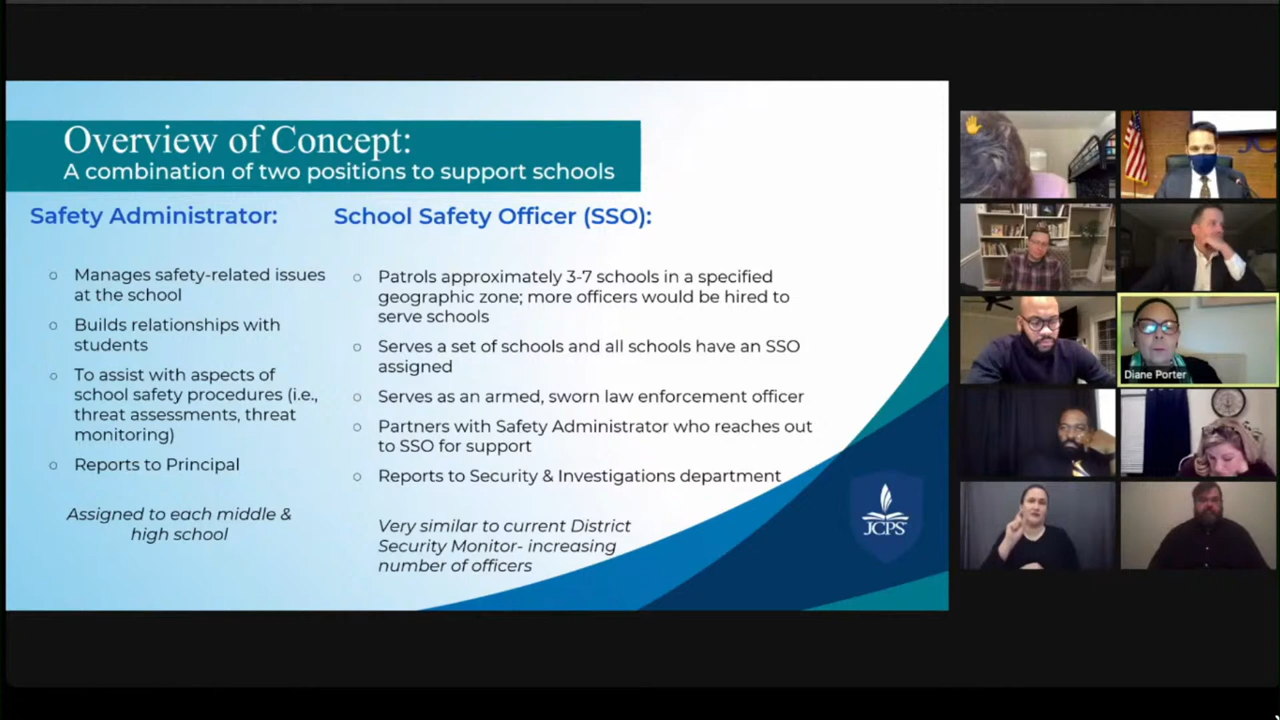 Overview of Concept:
A combination of two positions to support schools
Safety Administrator:
Manages safety-related issues
at the school
Builds relationships with
students
To assist with aspects of
school safety procedures (i.e.,
threat assessments, threat
monitoring)
Reports to Principal
Assigned to each middle &
high school
School Safety Officer (SSO):
Patrols approximately 3-7 schools in a specified
geographic zone; more officers would be hired to
serve schools
Serves a set of schools and all schools have an SSO
assigned
Serves as an armed, sworn law enforcement officer
Partners with Safety Administrator who reaches out
to SSO for support
Reports to Security & Investigations department
Very similar to current District
Security Monitor- increasing
number of officers
JCPS
Diane Porter